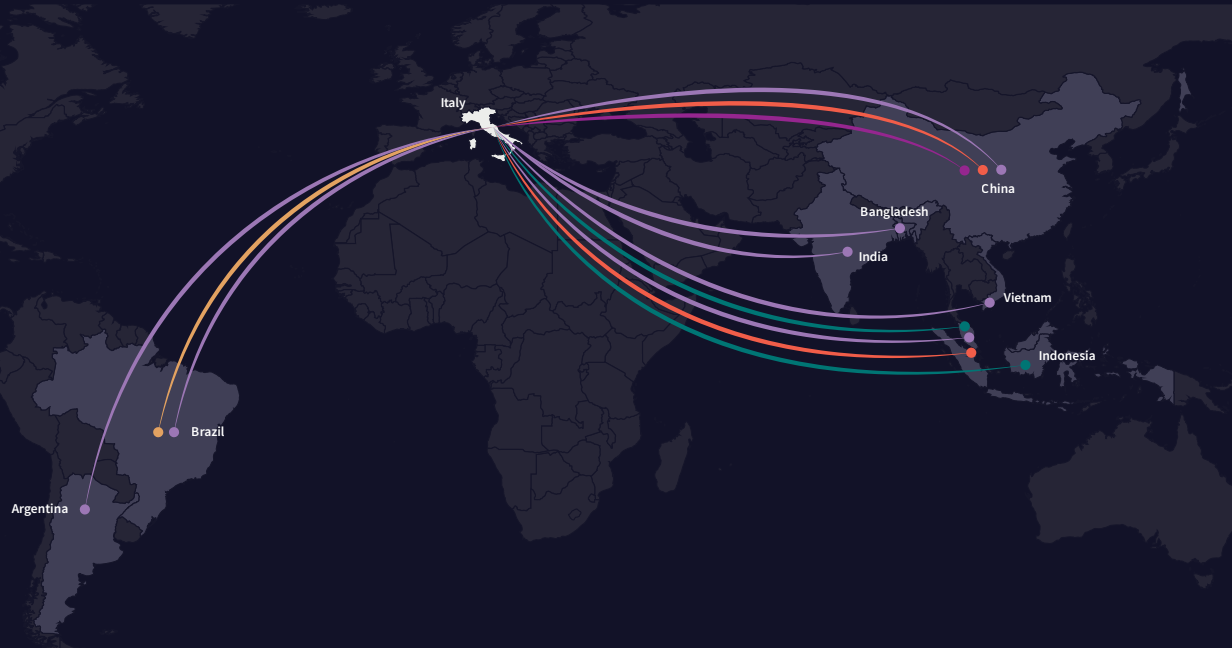 Italy
China
Bangladesh
India
Vietnam
Indonesia
Brazil
Argentina